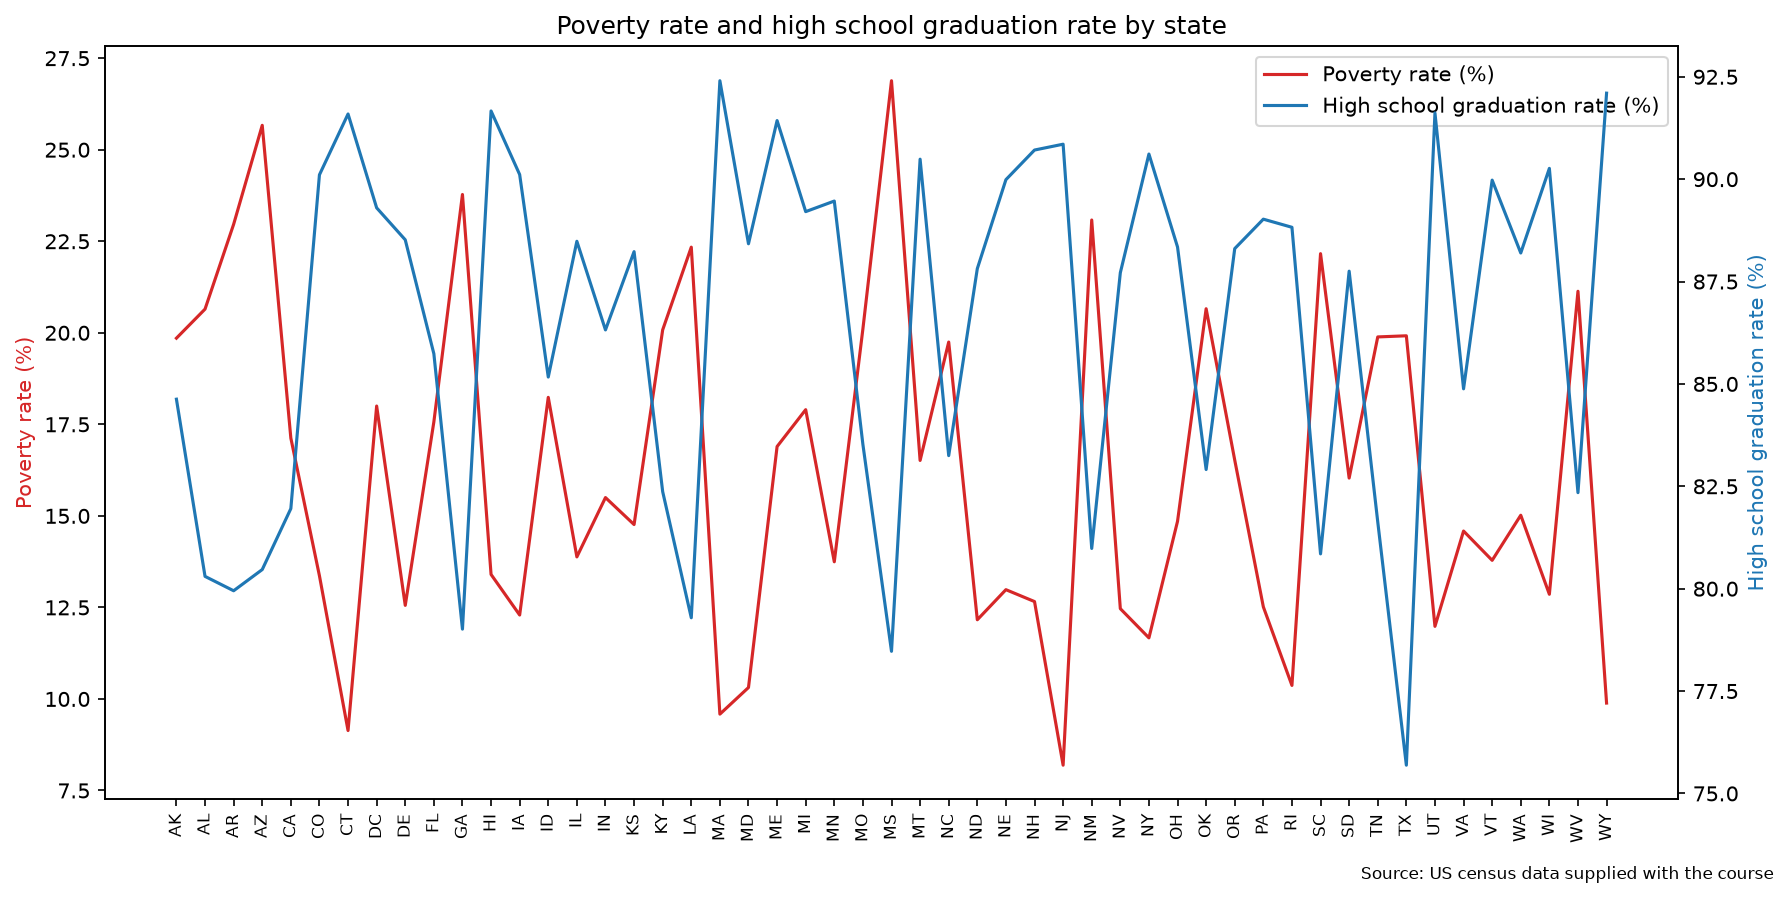 Poverty rate and high school graduation rate by state
Poverty rate (%)
High school graduation rate (%)
27.5
25.0
22.5
20.0
17.5
15.0
12.5
10.0
7.5
Poverty rate (%)
92.5
90.0
87.5
85.0
82.5
80.0
77.5
75.0
High school graduation rate (%)
AK AL AR AZ CA CO CT DC DE FL GA HI IA ID IL IN KS KY LA MA MD ME MI MN MO MS MT NC ND NE NH NJ NM NV NY OH OK OR PA RI SC SD TN TX UT VA VT WA WI WV WY
Source: US census data supplied with the course